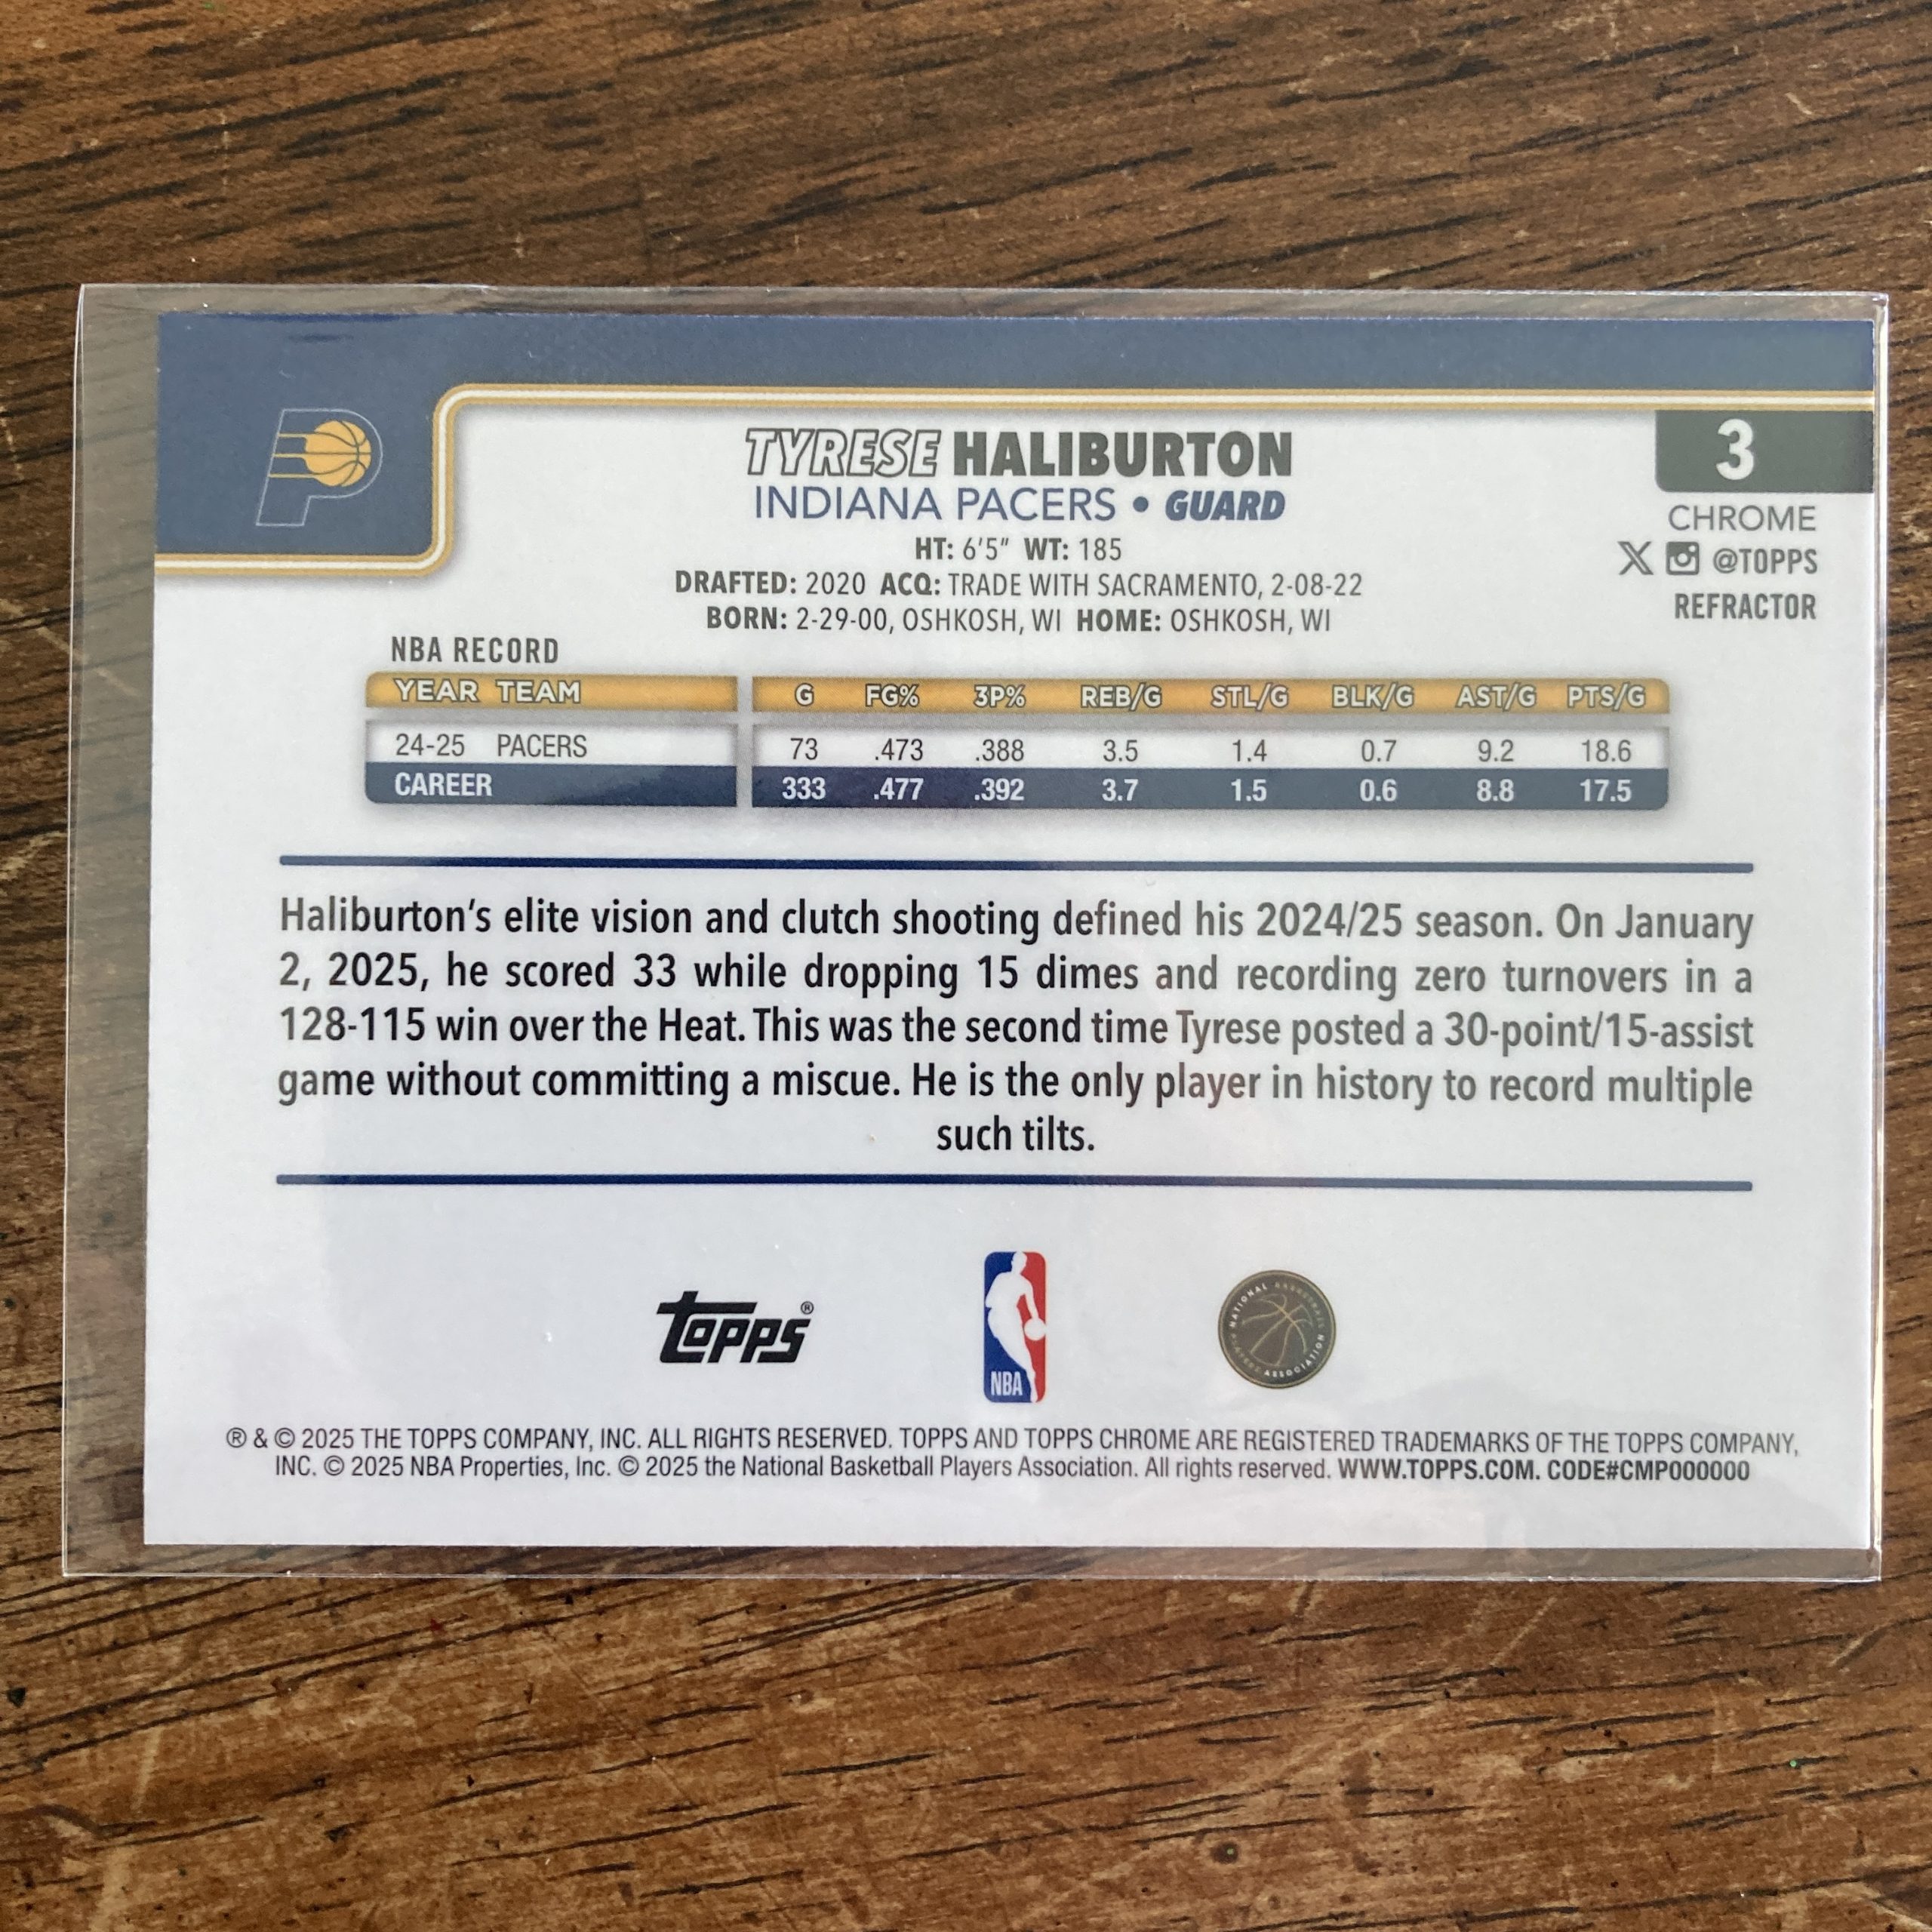 TYRESE HALIBURTON
3
INDIANA PACERS • GUARD
CHROME
HT: 6'5" WT: 185
@TOPPS
DRAFTED: 2020 ACQ: TRADE WITH SACRAMENTO, 2-08-22
REFRACTOR
BORN: 2-29-00, OSHKOSH, WI HOME: OSHKOSH, WI
NBA RECORD
YEAR TEAM G FG% 3P% REB/G STL/G BLK/G AST/G PTS/G
24-25 PACERS 73 .473 .388 3.5 1.4 0.7 9.2 18.6
CAREER 333 .477 .392 3.7 1.5 0.6 8.8 17.5
Haliburton's elite vision and clutch shooting defined his 2024/25 season. On January
2, 2025, he scored 33 while dropping 15 dimes and recording zero turnovers in a
128-115 win over the Heat. This was the second time Tyrese posted a 30-point/15-assist
game without committing a miscue. He is the only player in history to record multiple
such tilts.
topps®
NBA
NATIONAL BASKETBALL PLAYERS ASSOCIATION
® & © 2025 THE TOPPS COMPANY, INC. ALL RIGHTS RESERVED. TOPPS AND TOPPS CHROME ARE REGISTERED TRADEMARKS OF THE TOPPS COMPANY,
INC. © 2025 NBA Properties, Inc. © 2025 the National Basketball Players Association. All rights reserved. WWW.TOPPS.COM. CODE#CMP000000